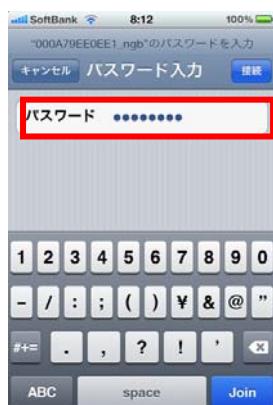 SoftBank 8:12 100%
"000A79EE0EE1_ngb"のパスワードを入力
キャンセル パスワード入力 接続
パスワード ●●●●●●●●
1 2 3 4 5 6 7 8 9 0
- / : ; ( ) ¥ & @ "
#+= . , ? ! '
ABC space Join